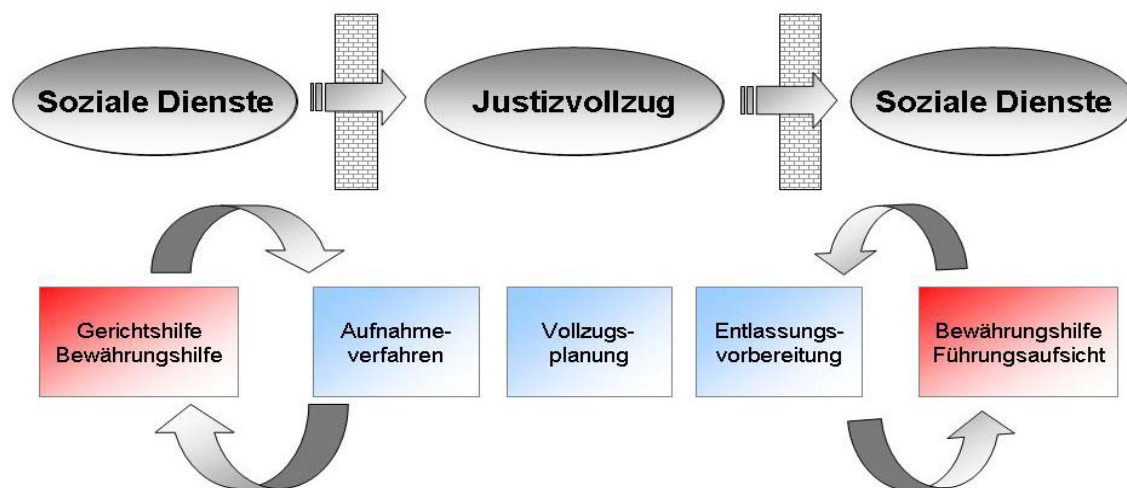 Soziale Dienste
Justizvollzug
Soziale Dienste
Gerichtshilfe
Bewährungshilfe
Aufnahme-
verfahren
Vollzugs-
planung
Entlassungs-
vorbereitung
Bewährungshilfe
Führungsaufsicht